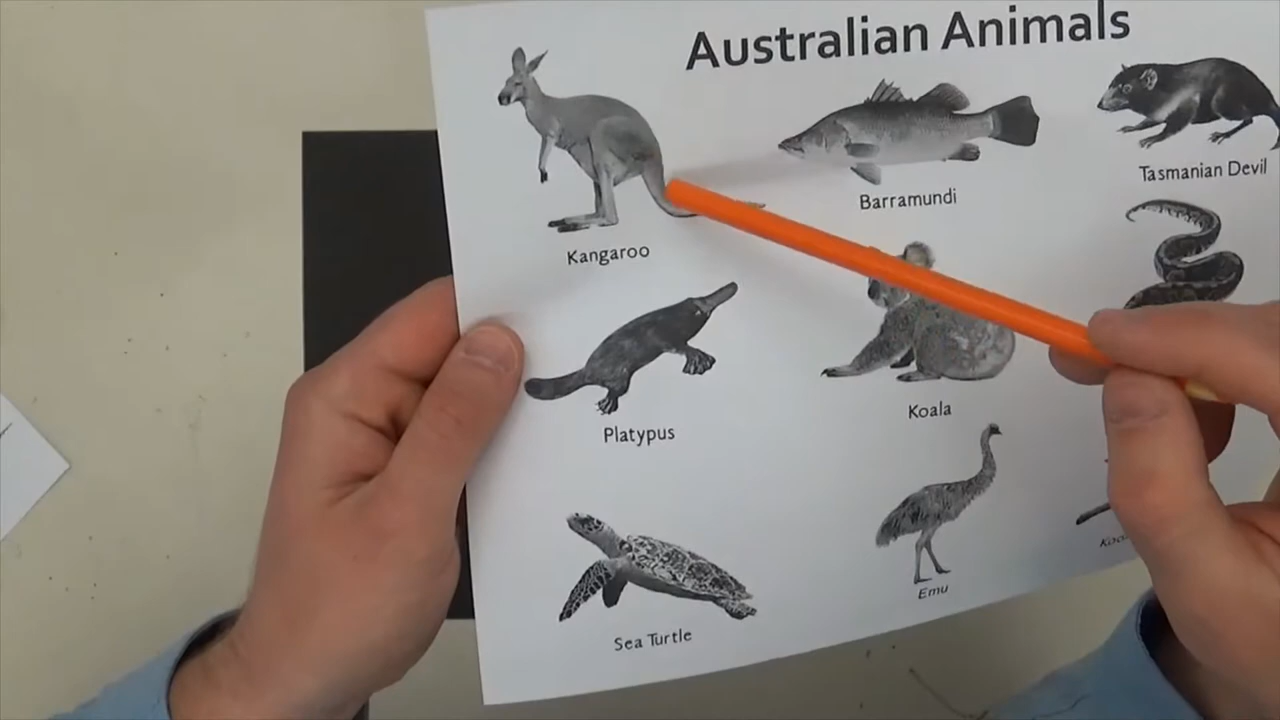 Australian Animals
Kangaroo
Barramundi
Tasmanian Devil
Platypus
Koala
Sea Turtle
Emu